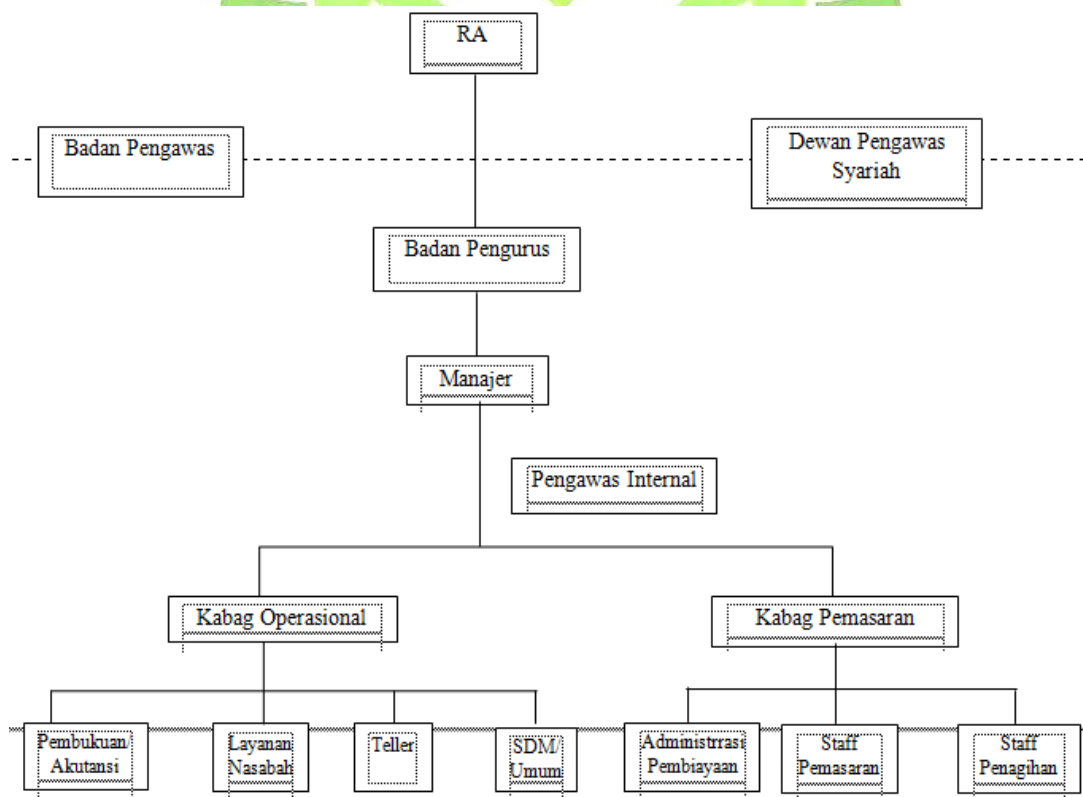 RA
Badan Pengawas
Dewan Pengawas
Syariah
Badan Pengurus
Manajer
Pengawas Internal
Kabag Operasional
Kabag Pemasaran
Pembukuan/
Akutansi
Layanan
Nasabah
Teller
SDM/
Umum
Administrrasi
Pembiayaan
Staff
Pemasaran
Staff
Penagihan